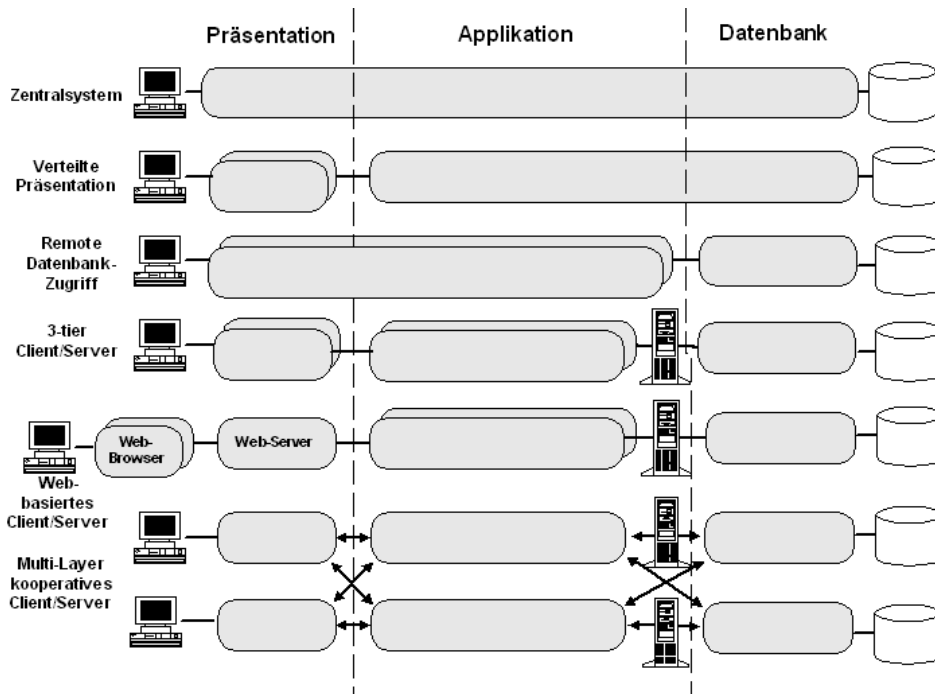 Präsentation
Applikation
Datenbank
Zentralsystem
Verteilte
Präsentation
Remote
Datenbank-
Zugriff
3-tier
Client/Server
Web-
Browser
Web-Server
Web-
basiertes
Client/Server
Multi-Layer
kooperatives
Client/Server